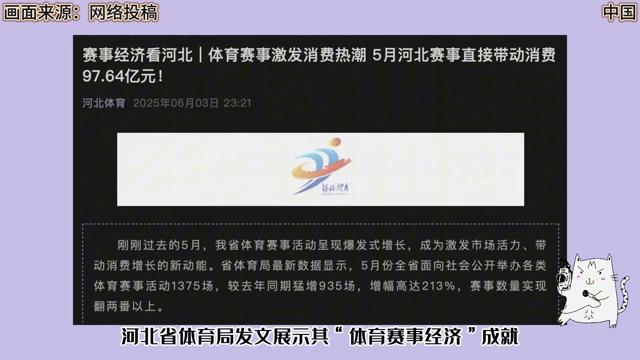 画面来源：网络投稿
中国
赛事经济看河北｜体育赛事激发消费热潮 5月河北赛事直接带动消费
97.64亿元！
河北体育 2025年06月03日 23:21
河北体育
刚刚过去的5月，我省体育赛事活动呈现爆发式增长，成为激发市场活力、带
动消费增长的新动能。省体育局最新数据显示，5月份全省面向社会公开举办各类
体育赛事活动1375场，较去年同期猛增935场，增幅高达213%，赛事数量实现
翻两番以上。
河北省体育局发文展示其“体育赛事经济”成就